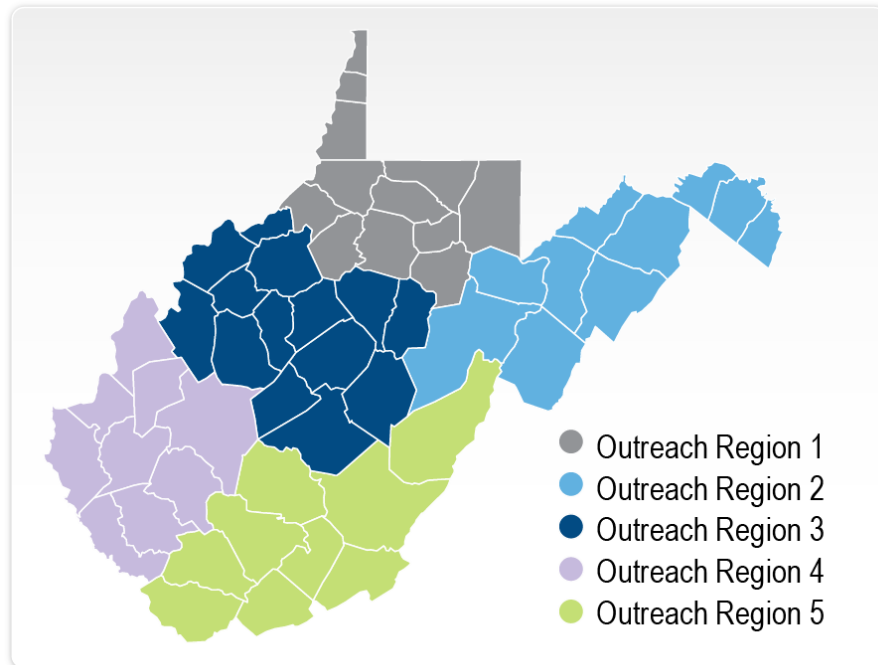 Outreach Region 1
Outreach Region 2
Outreach Region 3
Outreach Region 4
Outreach Region 5